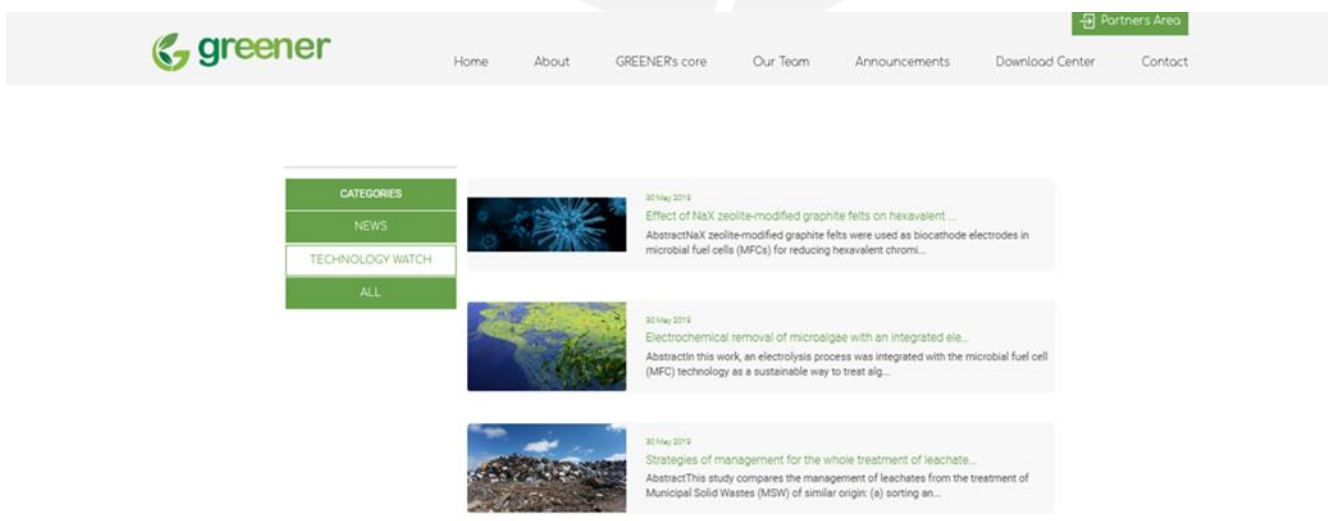 Partners Area
greener
Home About GREENER's core Our Team Announcements Download Center Contact
CATEGORIES
NEWS
TECHNOLOGY WATCH
ALL
30 May 2019
Effect of NaX zeolite-modified graphite felts on hexavalent ...
AbstractNaX zeolite-modified graphite felts were used as biocathode electrodes in
microbial fuel cells (MFCs) for reducing hexavalent chromi...
30 May 2019
Electrochemical removal of microalgae with an integrated ele...
AbstractIn this work, an electrolysis process was integrated with the microbial fuel cell
(MFC) technology as a sustainable way to treat alg...
30 May 2019
Strategies of management for the whole treatment of leachate...
AbstractThis study compares the management of leachates from the treatment of
Municipal Solid Wastes (MSW) of similar origin: (a) sorting an...